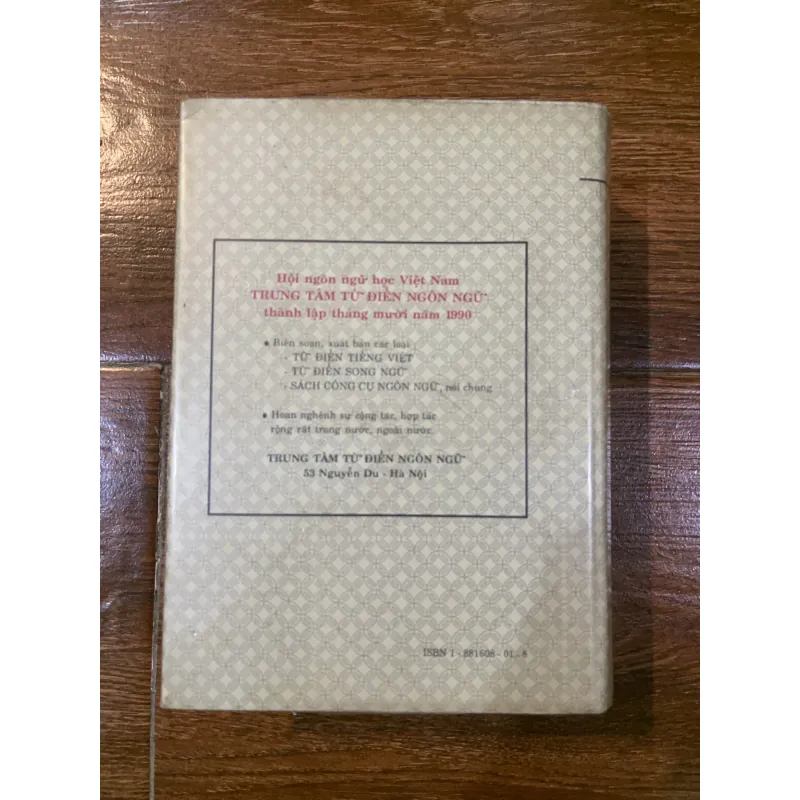 Hội ngôn ngữ học Việt Nam
TRUNG TÂM TỪ ĐIỂN NGÔN NGỮ
thành lập tháng mười năm 1990
• Biên soạn, xuất bản các loại
- TỪ ĐIỂN TIẾNG VIỆT
- TỪ ĐIỂN SONG NGỮ
- SÁCH CÔNG CỤ NGÔN NGỮ, nói chung
• Hoan nghênh sự cộng tác, hợp tác
rộng rãi trong nước, ngoài nước.
TRUNG TÂM TỪ ĐIỂN NGÔN NGỮ
53 Nguyễn Du - Hà Nội
ISBN 1-881608-01-8